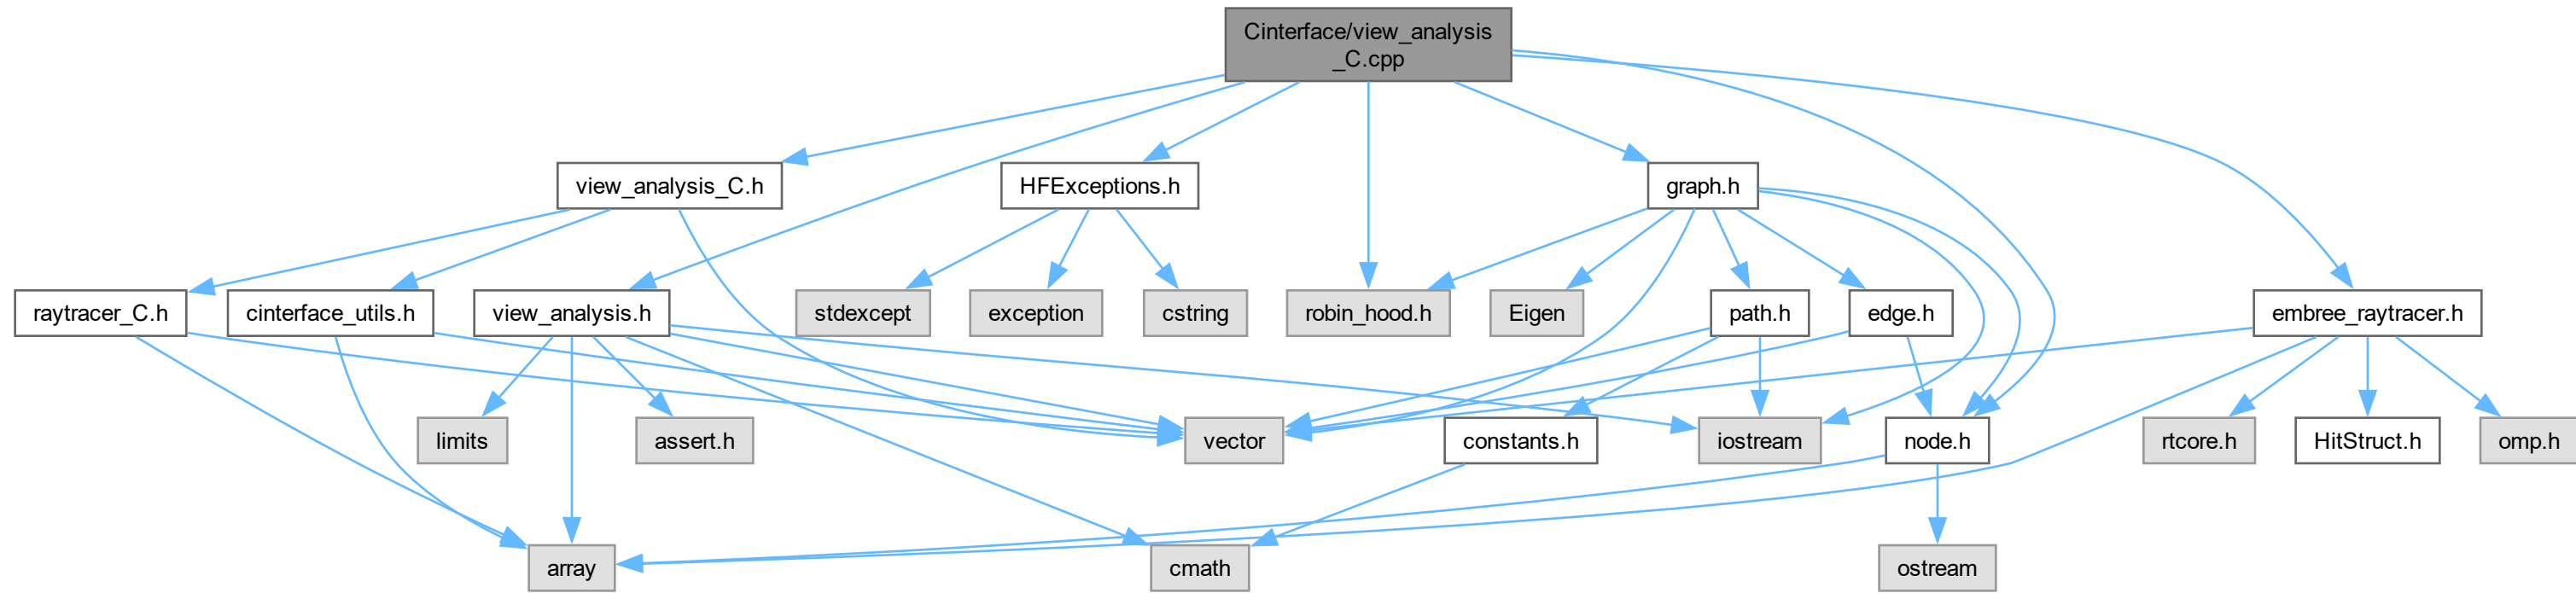 Cinterface/view_analysis
_C.cpp
view_analysis_C.h
HFExceptions.h
graph.h
raytracer_C.h
cinterface_utils.h
view_analysis.h
stdexcept
exception
cstring
robin_hood.h
Eigen
path.h
edge.h
embree_raytracer.h
limits
assert.h
vector
constants.h
iostream
node.h
rtcore.h
HitStruct.h
omp.h
array
cmath
ostream